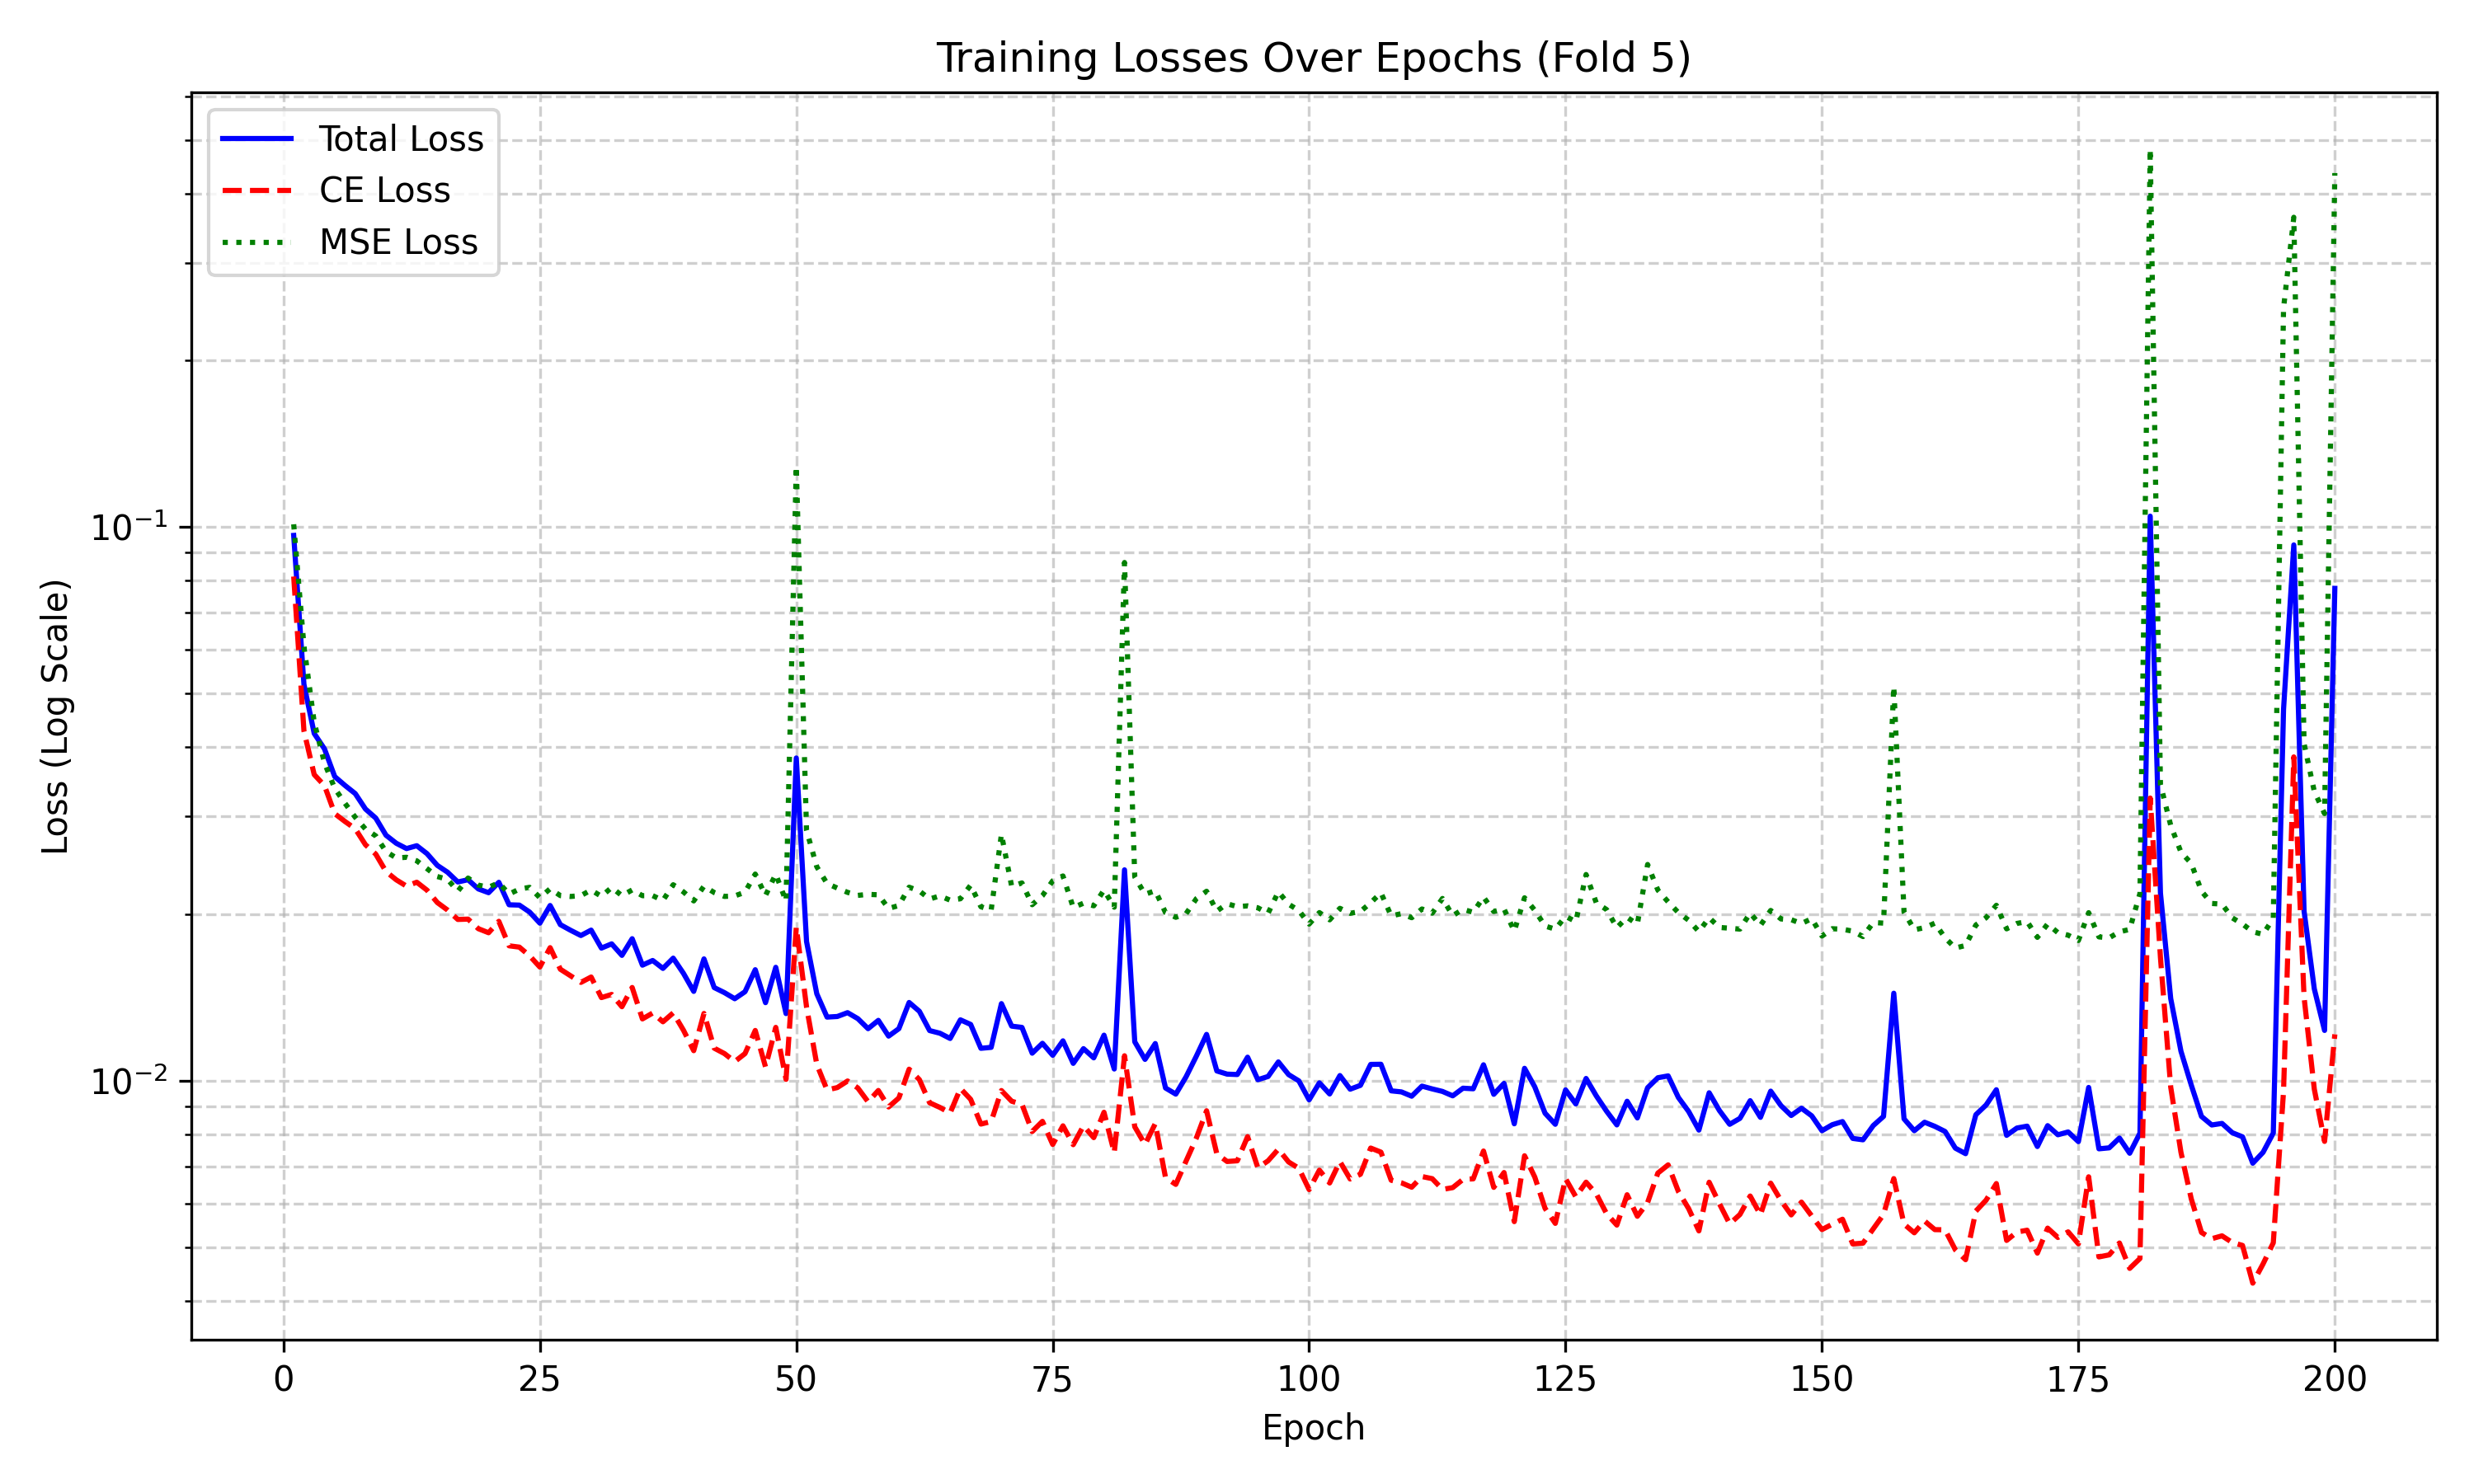 Training Losses Over Epochs (Fold 5)
Total Loss
CE Loss
MSE Loss
Loss (Log Scale)
10⁻¹
10⁻²
0 25 50 75 100 125 150 175 200
Epoch